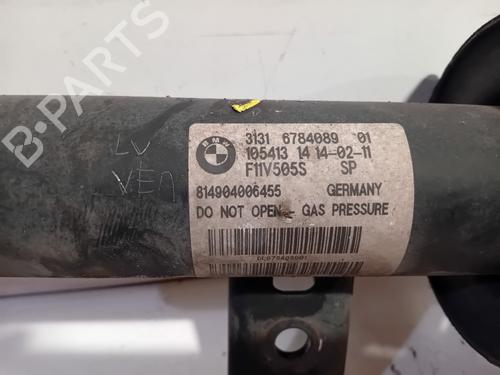 LV
VEN
BMW
3131 6784089 01
105413 14 14-02-11
F11V505S SP
814904006455 GERMANY
DO NOT OPEN - GAS PRESSURE